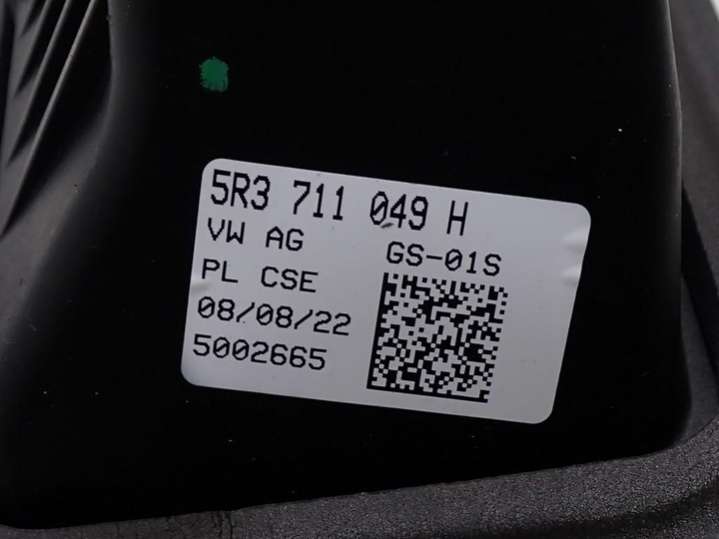 5R3 711 049 H
VW AG
GS-01S
PL CSE
08/08/22
5002665